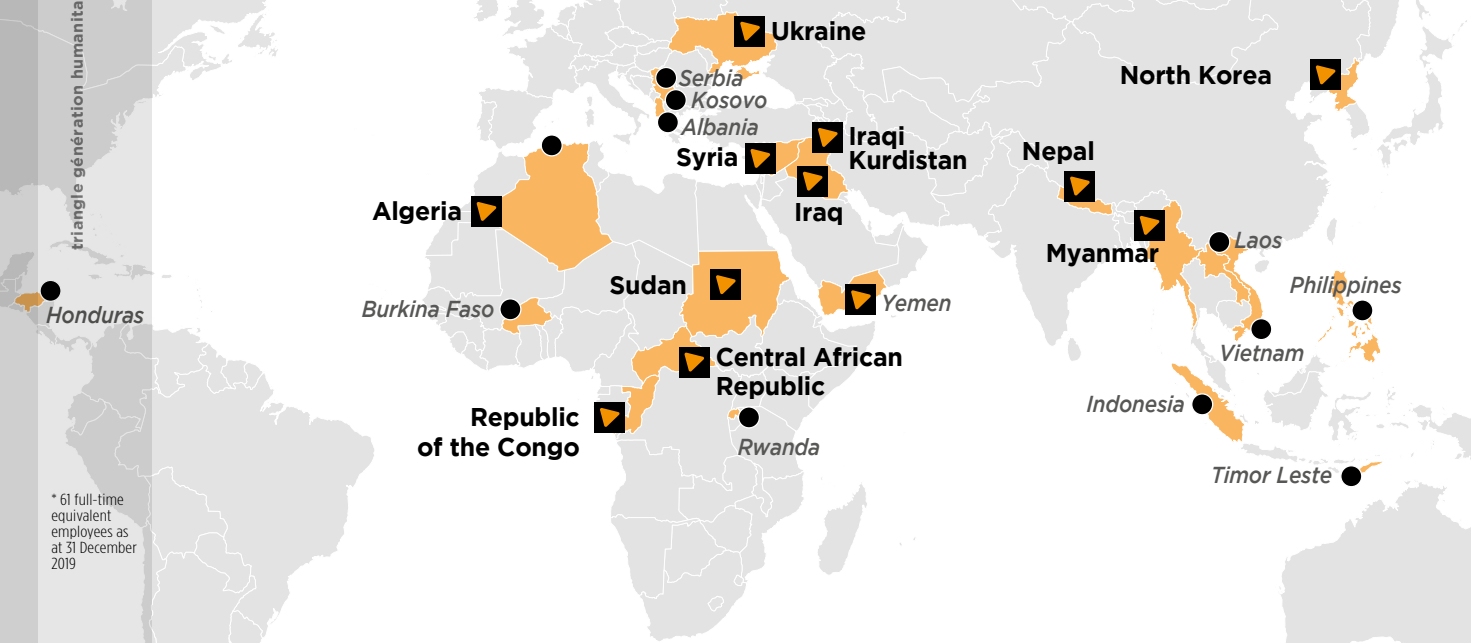 triangle génération humanita
Ukraine
Serbia
Kosovo
Albania
North Korea
Syria
Iraqi
Kurdistan
Nepal
Iraq
Algeria
Myanmar
Laos
Sudan
Philippines
Burkina Faso
Yemen
Honduras
Vietnam
Central African
Republic
Indonesia
Republic
of the Congo
Rwanda
Timor Leste
* 61 full-time
equivalent
employees as
at 31 December
2019